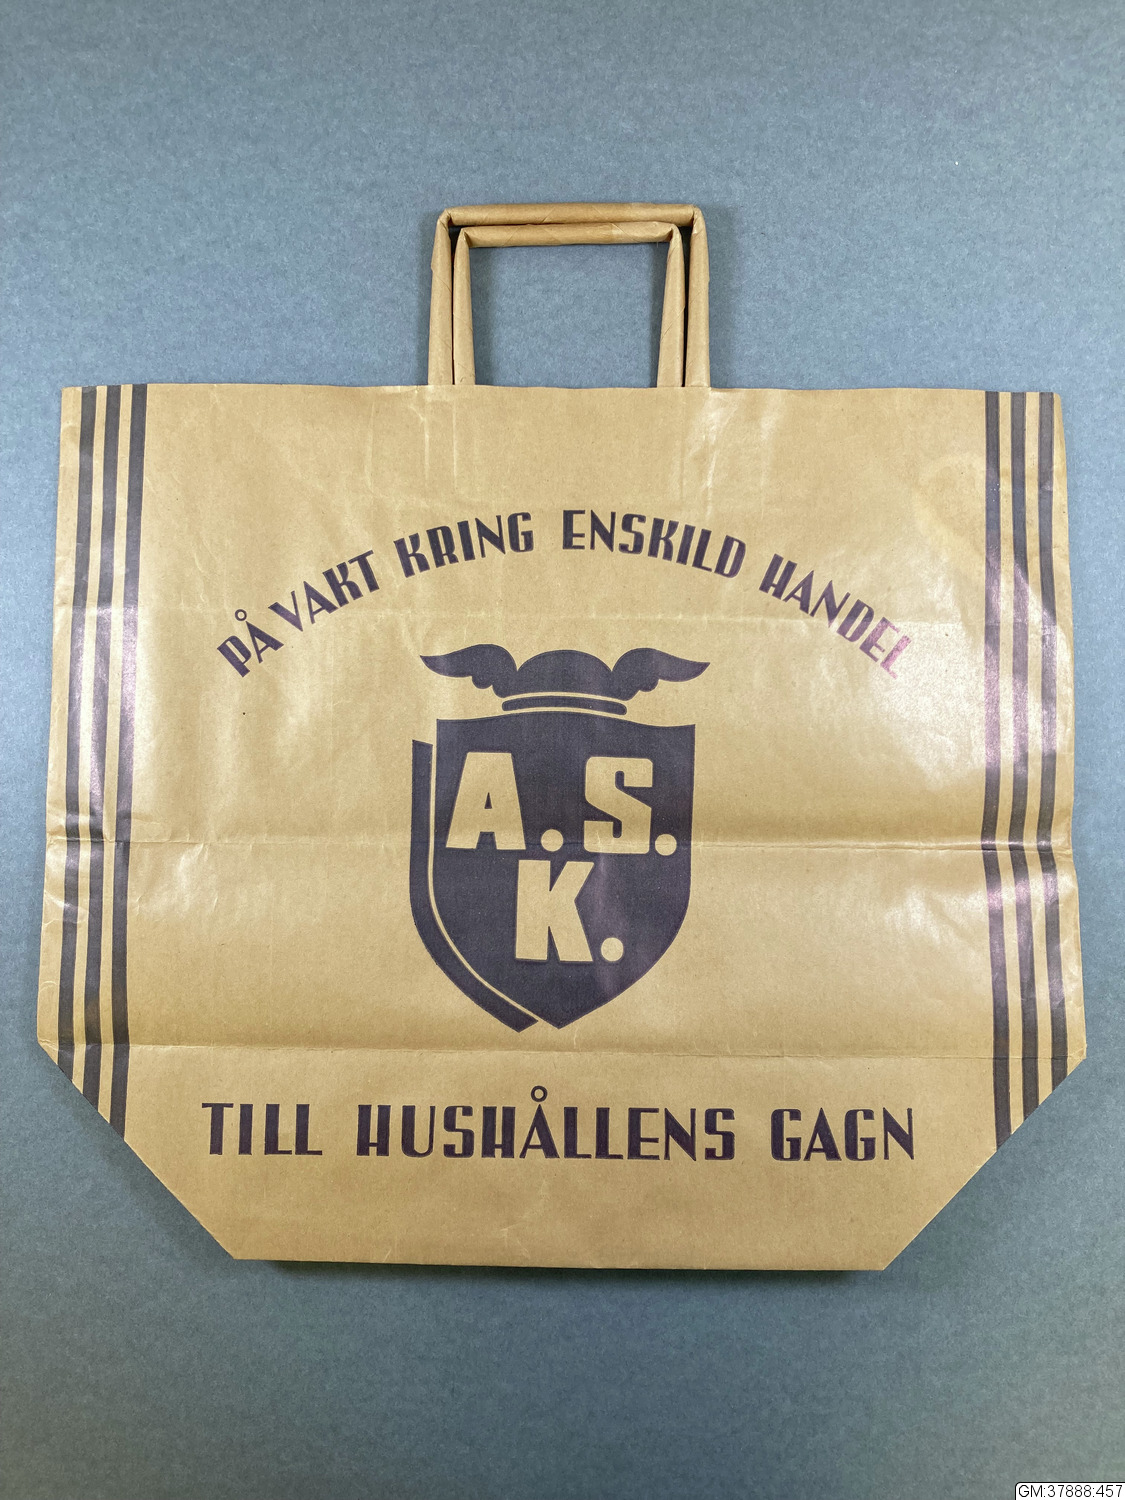 PÅ VAKT KRING ENSKILD HANDEL
A.S.
K.
TILL HUSHÅLLENS GAGN
GM:37888:457